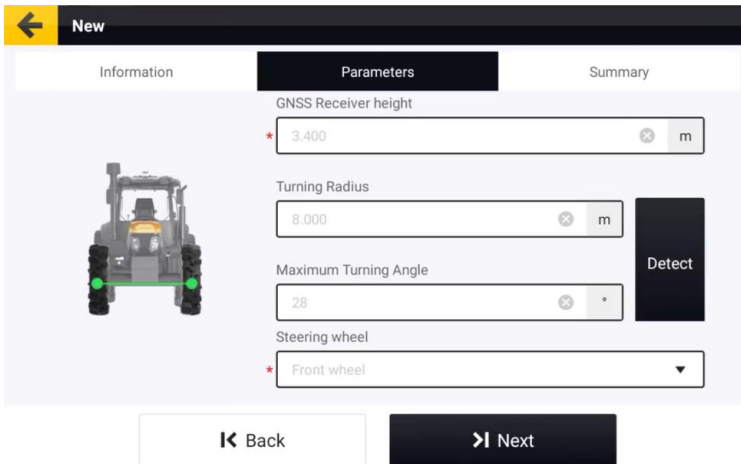 New
Information
Parameters
Summary
GNSS Receiver height
* 3.400 m
Turning Radius
8.000 m
Detect
Maximum Turning Angle
28 °
Steering wheel
* Front wheel
Back
Next